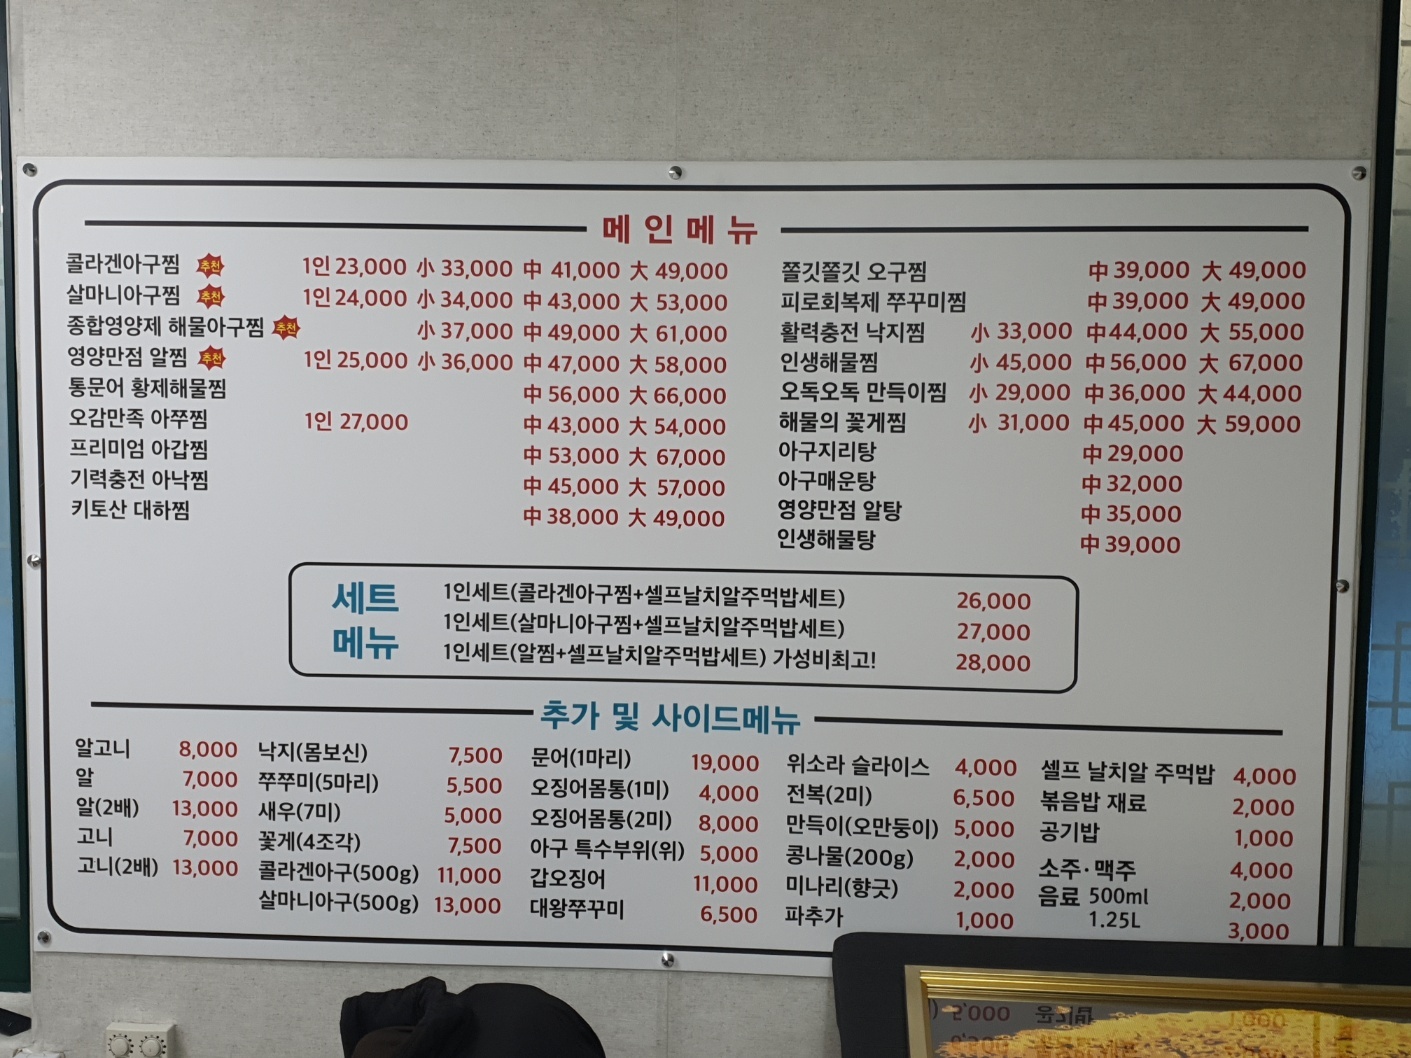 메인메뉴
콜라겐아구찜 추천 1인 23,000 小 33,000 中 41,000 大 49,000
살마니아구찜 추천 1인 24,000 小 34,000 中 43,000 大 53,000
종합영양제 해물아구찜 추천 小 37,000 中 49,000 大 61,000
영양만점 알찜 추천 1인 25,000 小 36,000 中 47,000 大 58,000
통문어 황제해물찜 中 56,000 大 66,000
오감만족 아쭈찜 1인 27,000 中 43,000 大 54,000
프리미엄 아갑찜 中 53,000 大 67,000
기력충전 아낙찜 中 45,000 大 57,000
키토산 대하찜 中 38,000 大 49,000
쫄깃쫄깃 오구찜 中 39,000 大 49,000
피로회복제 쭈꾸미찜 中 39,000 大 49,000
활력충전 낙지찜 小 33,000 中 44,000 大 55,000
인생해물찜 小 45,000 中 56,000 大 67,000
오독오독 만득이찜 小 29,000 中 36,000 大 44,000
해물의 꽃게찜 小 31,000 中 45,000 大 59,000
아구지리탕 中 29,000
아구매운탕 中 32,000
영양만점 알탕 中 35,000
인생해물탕 中 39,000
세트
메뉴
1인세트(콜라겐아구찜+셀프날치알주먹밥세트) 26,000
1인세트(살마니아구찜+셀프날치알주먹밥세트) 27,000
1인세트(알찜+셀프날치알주먹밥세트) 가성비최고! 28,000
추가 및 사이드메뉴
알고니 8,000
알 7,000
알(2배) 13,000
고니 7,000
고니(2배) 13,000
낙지(몸보신) 7,500
쭈쭈미(5마리) 5,500
새우(7미) 5,000
꽃게(4조각) 7,500
콜라겐아구(500g) 11,000
살마니아구(500g) 13,000
문어(1마리) 19,000
오징어몸통(1미) 4,000
오징어몸통(2미) 8,000
아구 특수부위(위) 5,000
갑오징어 11,000
대왕쭈꾸미 6,500
위소라 슬라이스 4,000
전복(2미) 6,500
만득이(오만둥이) 5,000
콩나물(200g) 2,000
미나리(향긋) 2,000
파추가 1,000
셀프 날치알 주먹밥 4,000
볶음밥 재료 2,000
공기밥 1,000
소주·맥주 4,000
음료 500ml 2,000
1.25L 3,000